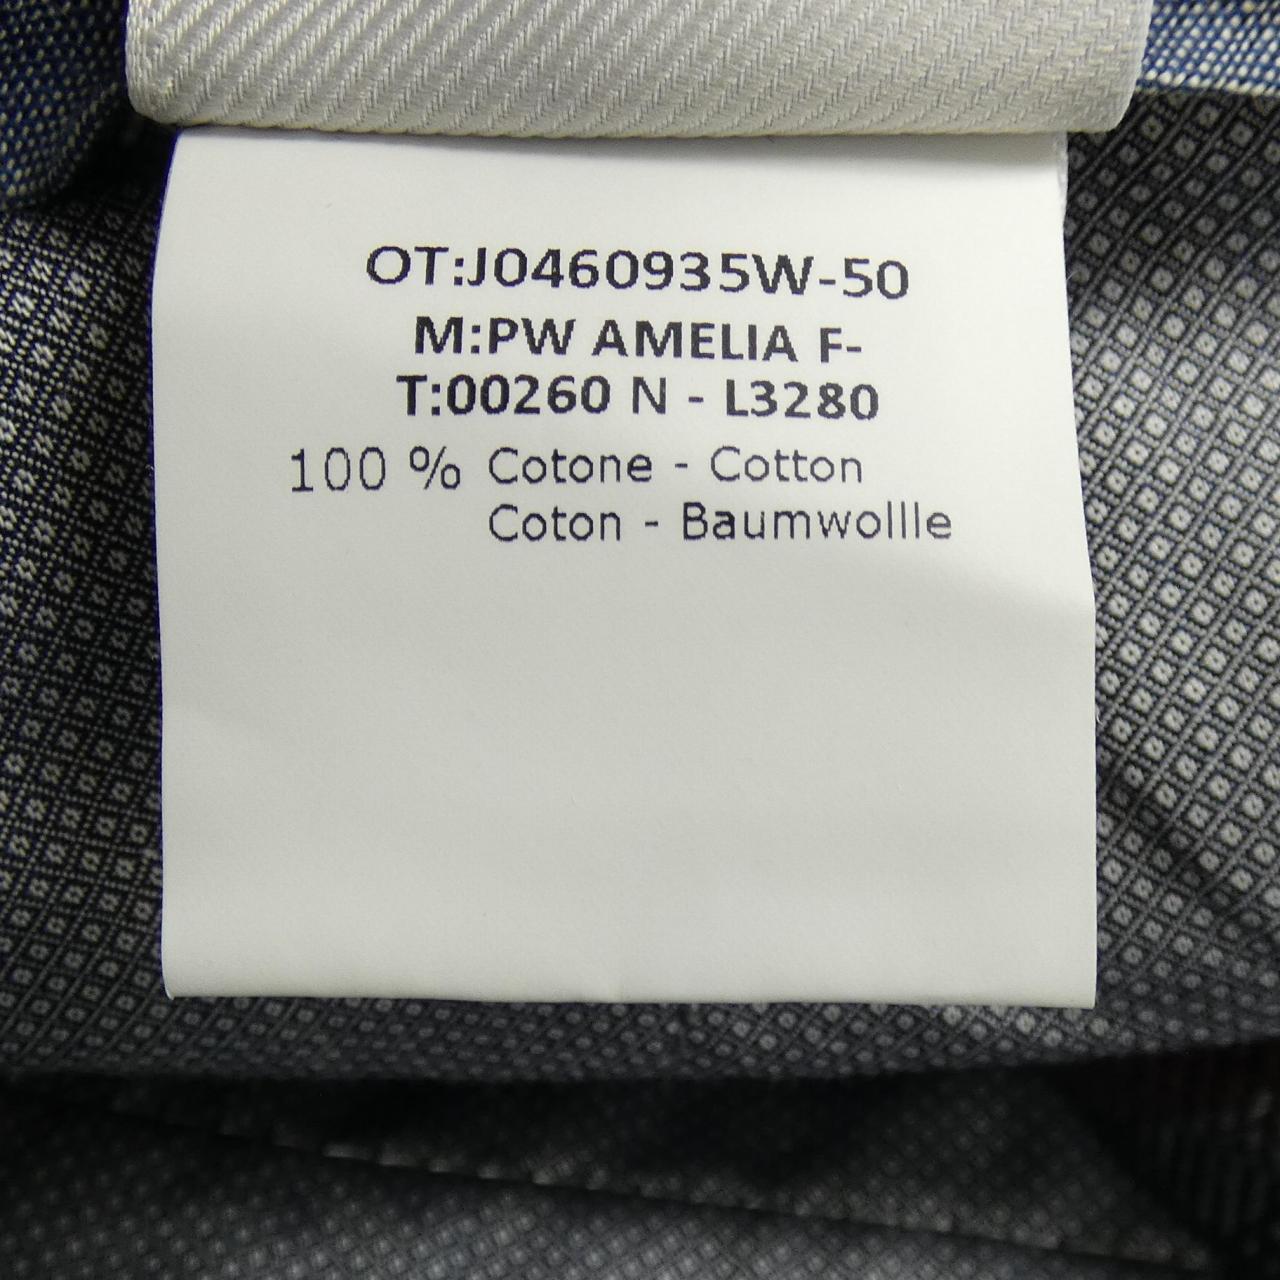 OT:J0460935W-50
M:PW AMELIA F-
T:00260 N - L3280
100 % Cotone - Cotton
Coton - Baumwollle